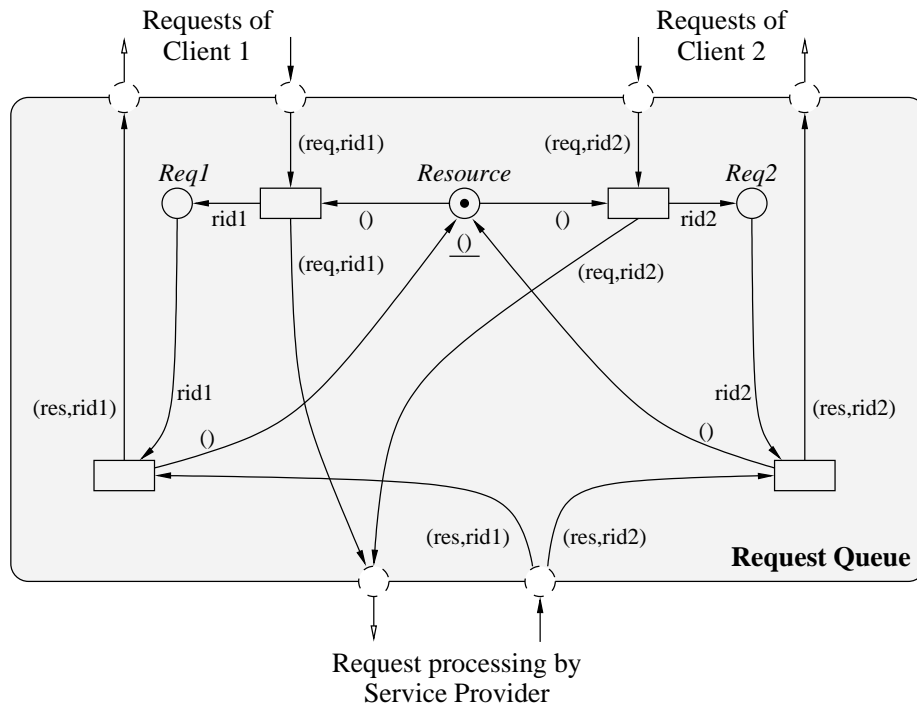 Requests of
Client 1
Requests of
Client 2
(req,rid1)
(req,rid2)
Req1
Resource
Req2
rid1
()
()
rid2
()
(req,rid1)
(req,rid2)
rid1
rid2
(res,rid1)
(res,rid2)
()
()
(res,rid1)
(res,rid2)
Request Queue
Request processing by
Service Provider